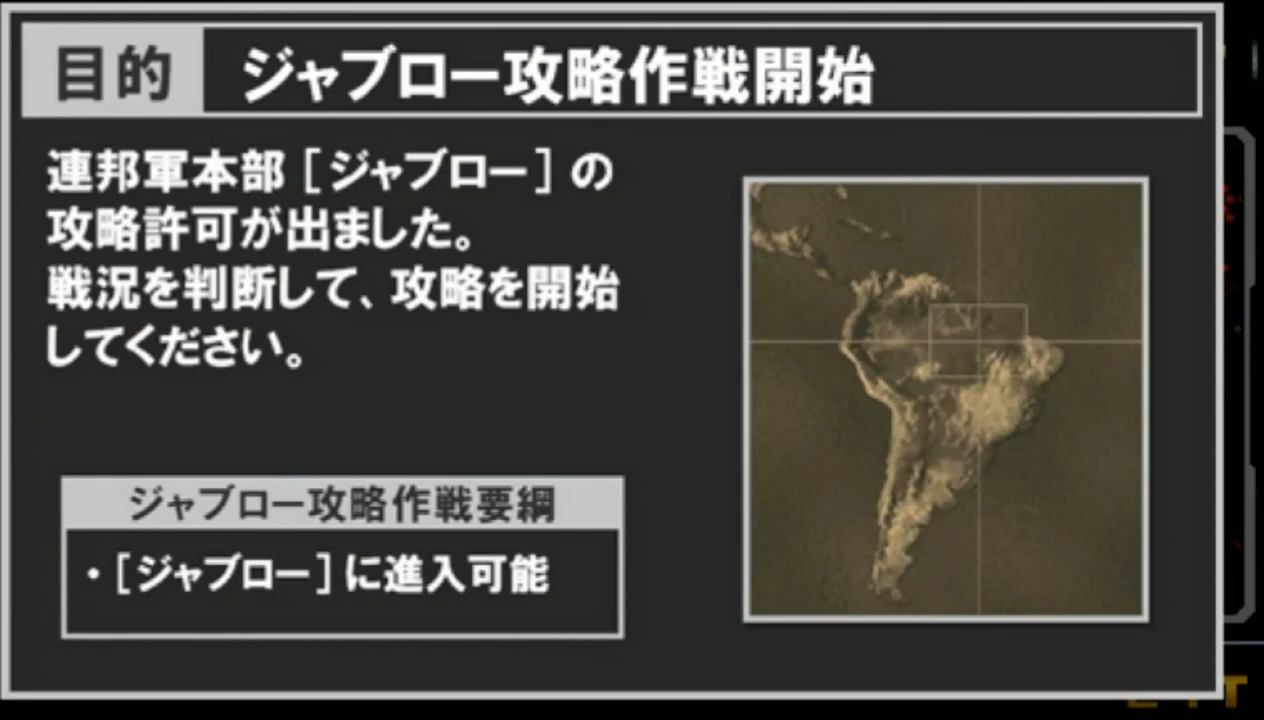 目的
ジャブロー攻略作戦開始
連邦軍本部［ジャブロー］の
攻略許可が出ました。
戦況を判断して、攻略を開始
してください。
ジャブロー攻略作戦要綱
・［ジャブロー］に進入可能